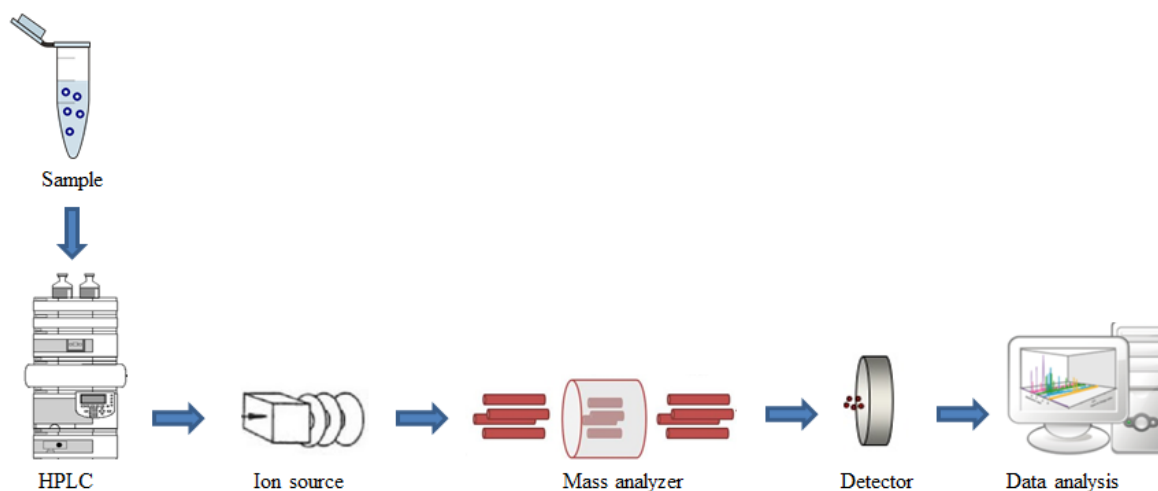 Sample
HPLC
Ion source
Mass analyzer
Detector
Data analysis